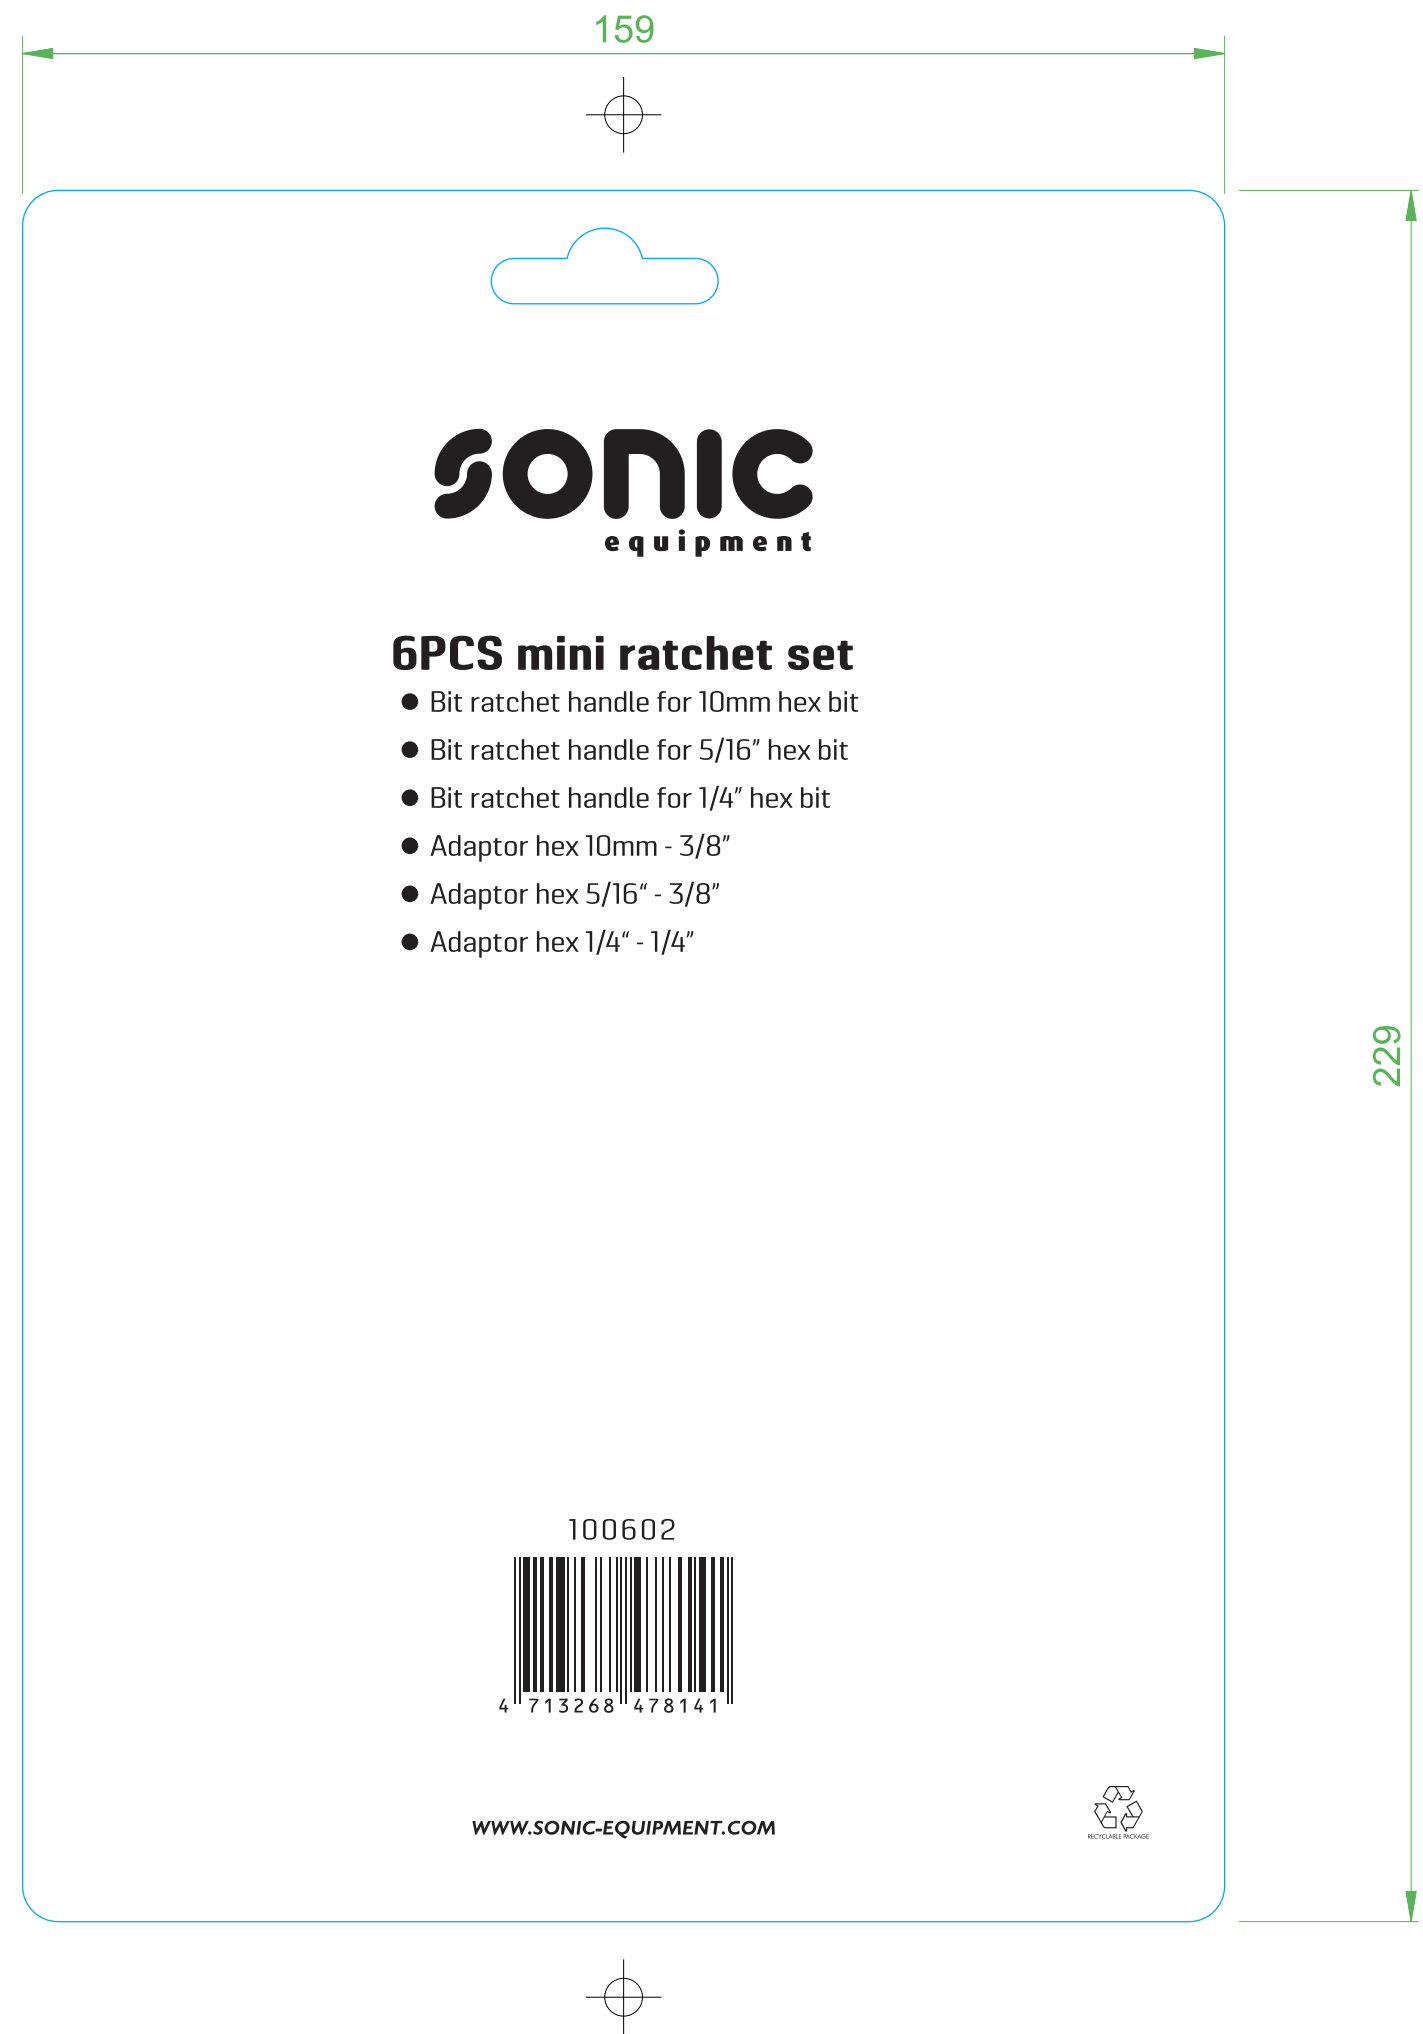 159
sonic
equipment
6PCS mini ratchet set
● Bit ratchet handle for 10mm hex bit
● Bit ratchet handle for 5/16” hex bit
● Bit ratchet handle for 1/4” hex bit
● Adaptor hex 10mm - 3/8”
● Adaptor hex 5/16“ - 3/8”
● Adaptor hex 1/4“ - 1/4”
229
100602
4 713268 478141
WWW.SONIC-EQUIPMENT.COM
RECYCLABLE PACKAGE